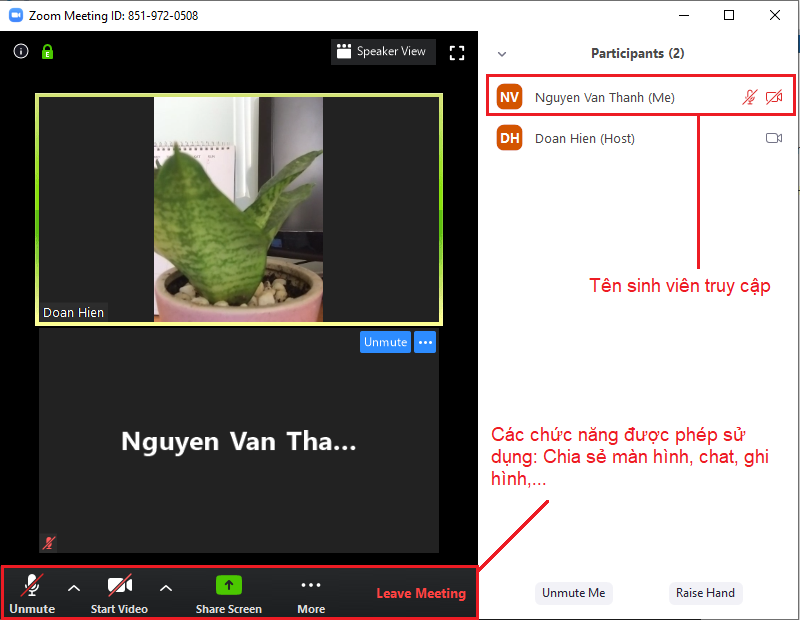 Zoom Meeting ID: 851-972-0508
E
Speaker View
Participants (2)
NV
Nguyen Van Thanh (Me)
DH
Doan Hien (Host)
Tên sinh viên truy cập
Doan Hien
Unmute
Nguyen Van Tha...
Các chức năng được phép sử
dụng: Chia sẻ màn hình, chat, ghi
hình,...
Unmute Me
Raise Hand
Unmute
Start Video
Share Screen
More
Leave Meeting